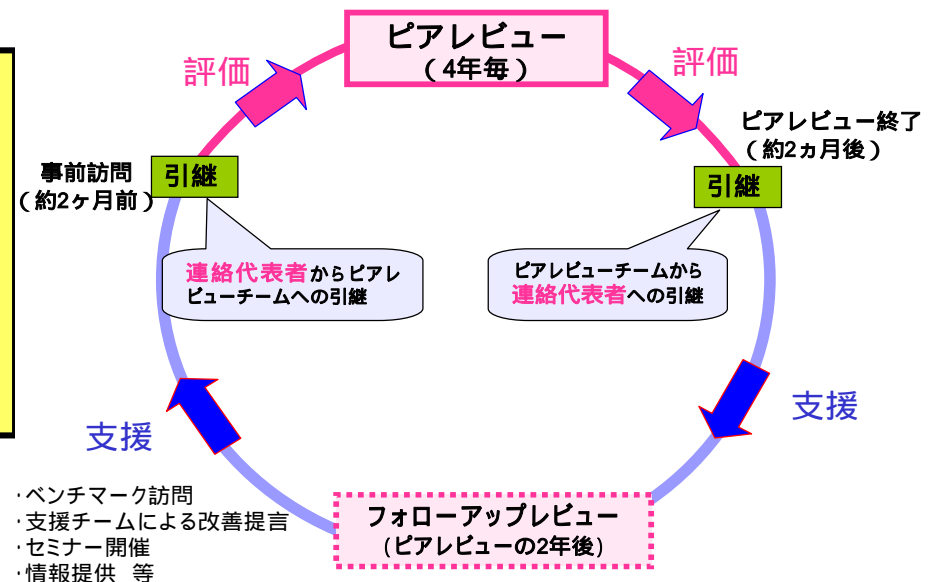 ピアレビュー
（4年毎）
評価
評価
ピアレビュー終了
（約2ヵ月後）
事前訪問
（約2ヶ月前）
引継
引継
連絡代表者からピアレ
ビューチームへの引継
ピアレビューチームから
連絡代表者への引継
支援
支援
・ベンチマーク訪問
・支援チームによる改善提言
・セミナー開催
・情報提供 等
フォローアップレビュー
(ピアレビューの2年後)